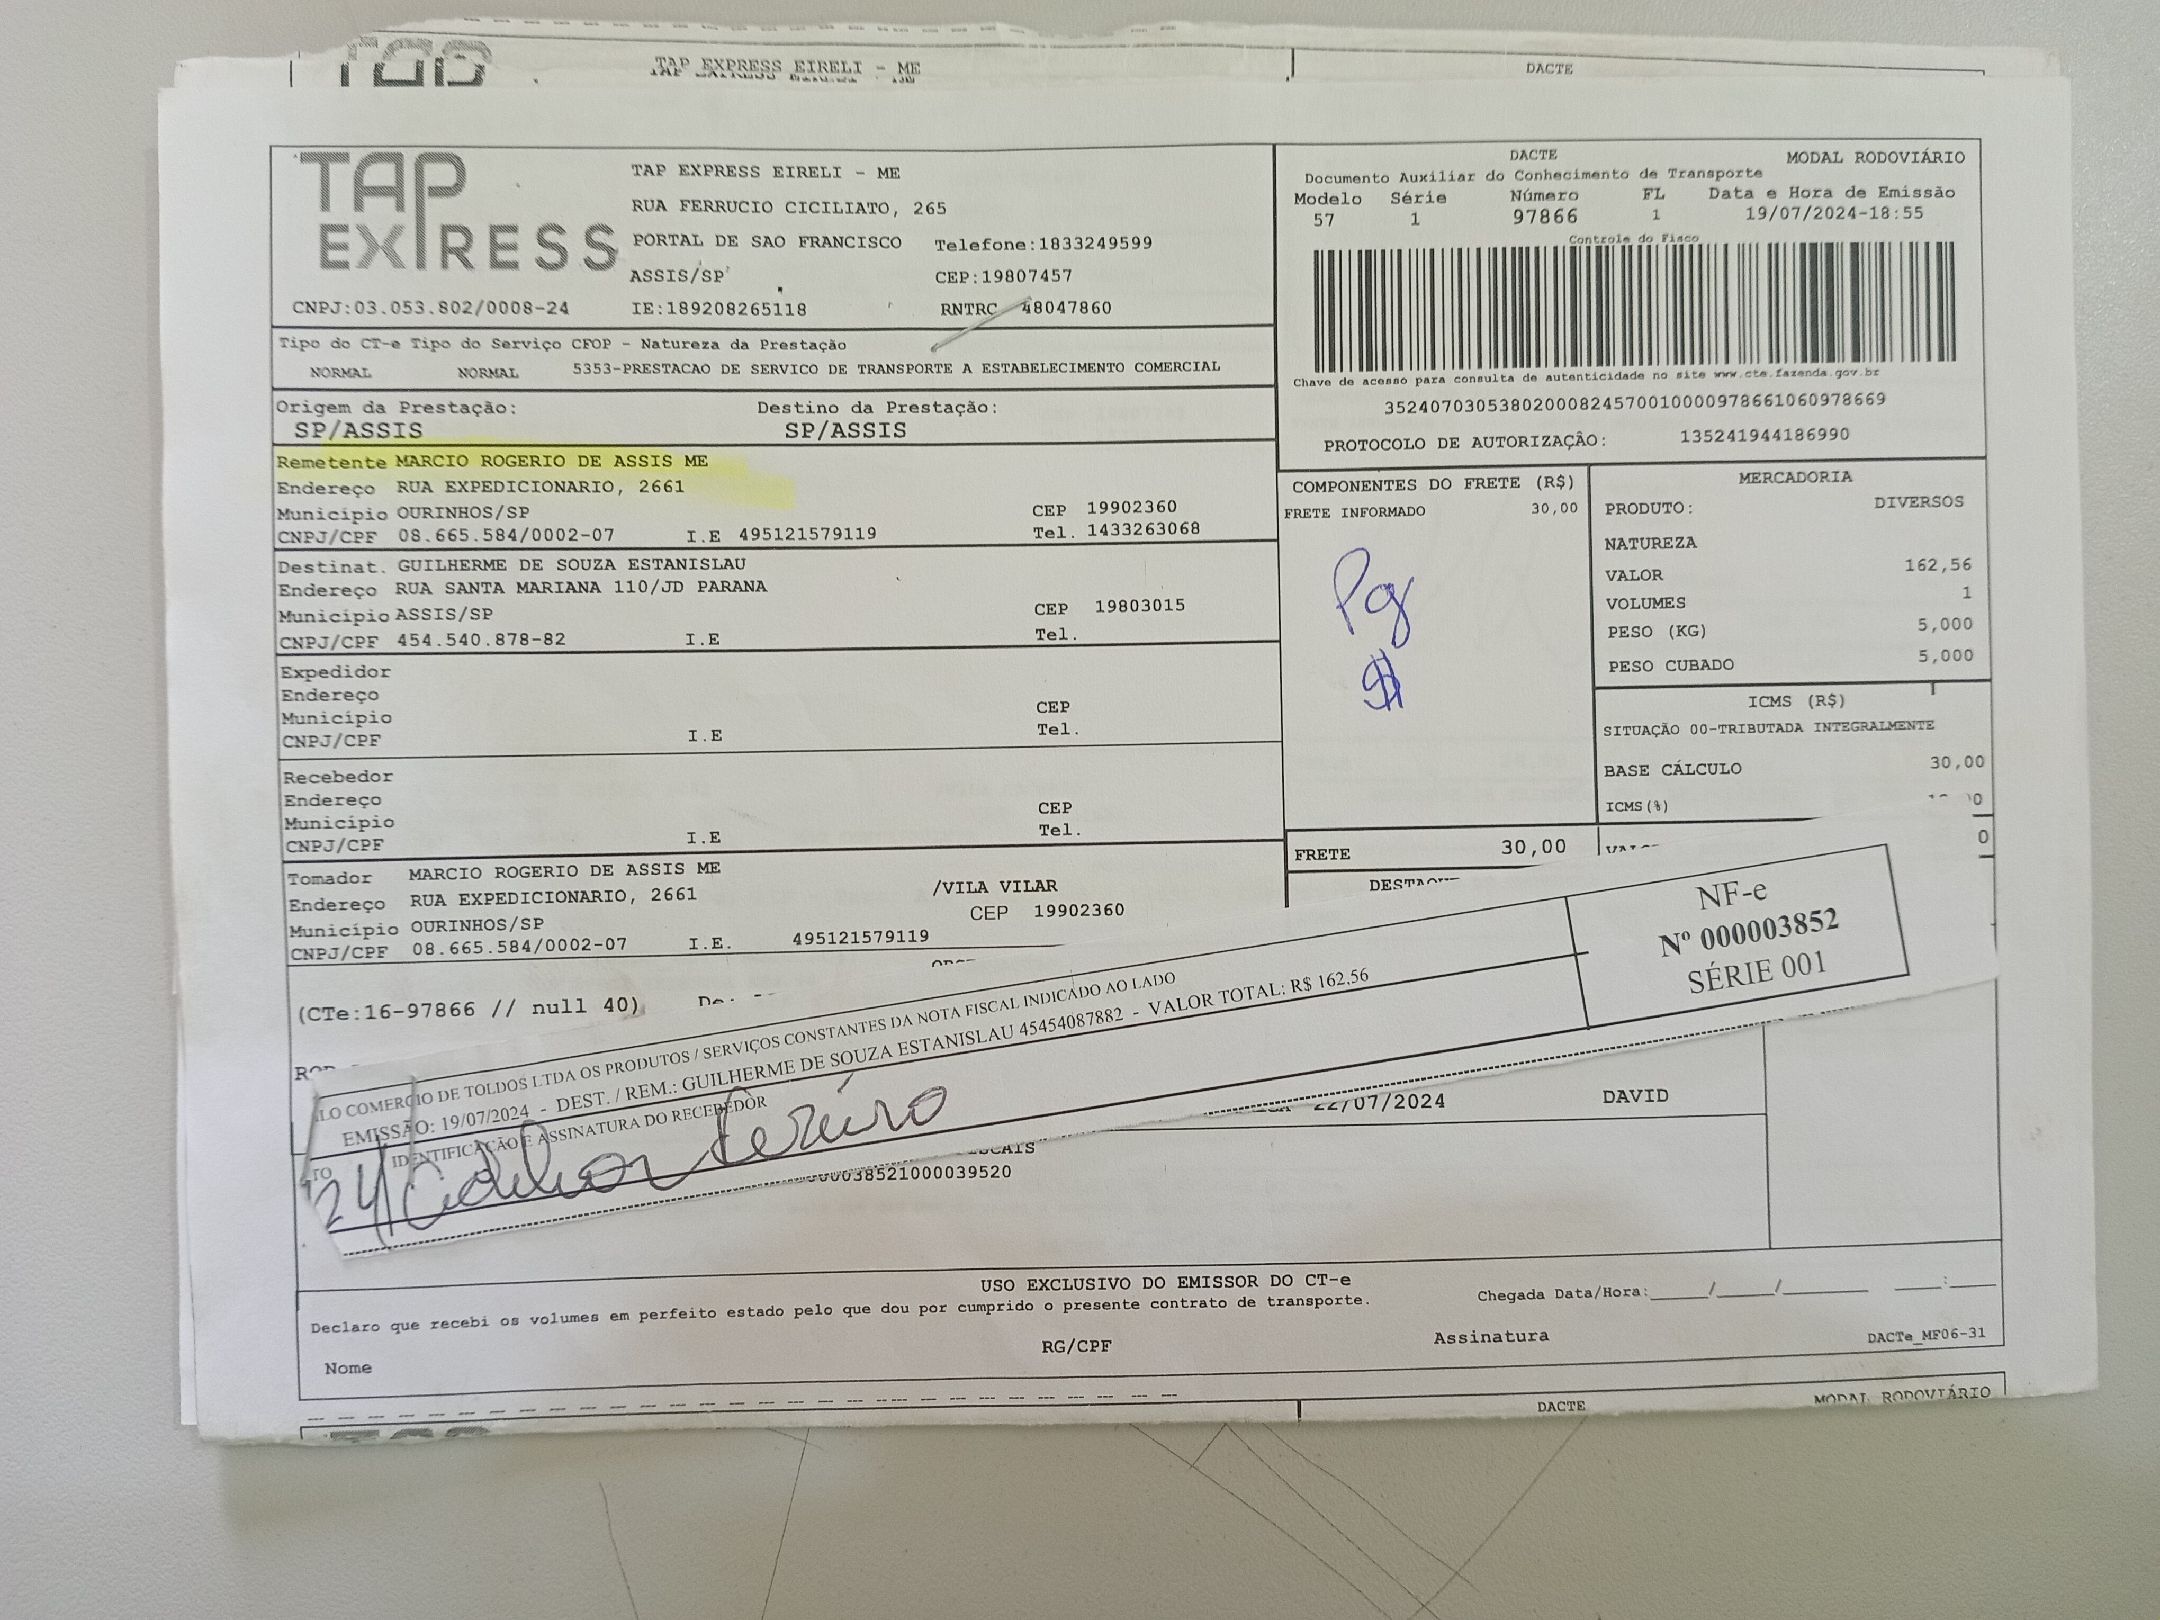 TAP EXPRESS EIRELI - ME
DACTE
TAP EXPRESS
TAP EXPRESS EIRELI - ME
RUA FERRUCIO CICILIATO, 265
PORTAL DE SAO FRANCISCO Telefone:1833249599
ASSIS/SP CEP:19807457
CNPJ:03.053.802/0008-24 IE:189208265118 RNTRC 48047860
DACTE MODAL RODOVIÁRIO
Documento Auxiliar do Conhecimento de Transporte
Modelo Série Número FL Data e Hora de Emissão
57 1 97866 1 19/07/2024-18:55
Controle do Fisco
Chave de acesso para consulta de autenticidade no site www.cte.fazenda.gov.br
35240703053802000824570010000978661060978669
PROTOCOLO DE AUTORIZAÇÃO: 135241944186990
Tipo do CT-e Tipo do Serviço CFOP - Natureza da Prestação
NORMAL NORMAL 5353-PRESTACAO DE SERVICO DE TRANSPORTE A ESTABELECIMENTO COMERCIAL
Origem da Prestação: Destino da Prestação:
SP/ASSIS SP/ASSIS
Remetente MARCIO ROGERIO DE ASSIS ME
Endereço RUA EXPEDICIONARIO, 2661
Município OURINHOS/SP CEP 19902360
CNPJ/CPF 08.665.584/0002-07 I.E 495121579119 Tel. 1433263068
Destinat. GUILHERME DE SOUZA ESTANISLAU
Endereço RUA SANTA MARIANA 110/JD PARANA
Município ASSIS/SP CEP 19803015
CNPJ/CPF 454.540.878-82 I.E Tel.
Expedidor
Endereço
Município CEP
CNPJ/CPF I.E Tel.
Recebedor
Endereço
Município CEP
CNPJ/CPF I.E Tel.
Tomador MARCIO ROGERIO DE ASSIS ME
Endereço RUA EXPEDICIONARIO, 2661 /VILA VILAR
Município OURINHOS/SP CEP 19902360
CNPJ/CPF 08.665.584/0002-07 I.E. 495121579119
COMPONENTES DO FRETE (R$)
FRETE INFORMADO 30,00
Pg
$
FRETE 30,00
MERCADORIA
PRODUTO: DIVERSOS
NATUREZA
VALOR 162,56
VOLUMES 1
PESO (KG) 5,000
PESO CUBADO 5,000
ICMS (R$)
SITUAÇÃO 00-TRIBUTADA INTEGRALMENTE
BASE CÁLCULO 30,00
ICMS(%)
(CTe:16-97866 // null 40)
LO COMERCIO DE TOLDOS LTDA OS PRODUTOS / SERVIÇOS CONSTANTES DA NOTA FISCAL INDICADO AO LADO
EMISSÃO: 19/07/2024 - DEST. / REM.: GUILHERME DE SOUZA ESTANISLAU 45454087882 - VALOR TOTAL: R$ 162,56
IDENTIFICAÇÃO E ASSINATURA DO RECEBEDOR
NF-e
Nº 000003852
SÉRIE 001
24
22/07/2024 DAVID
38521000039520
USO EXCLUSIVO DO EMISSOR DO CT-e
Declaro que recebi os volumes em perfeito estado pelo que dou por cumprido o presente contrato de transporte.
Chegada Data/Hora:____/____/______ ____:____
Nome RG/CPF Assinatura DACTe_MF06-31
DACTE MODAL RODOVIÁRIO